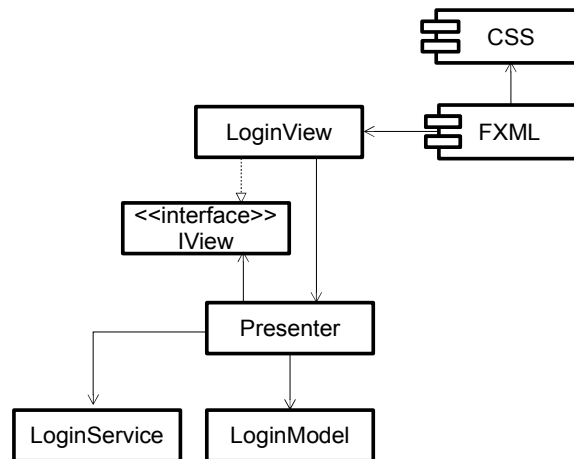 CSS
LoginView
FXML
<<interface>>
IView
Presenter
LoginService
LoginModel